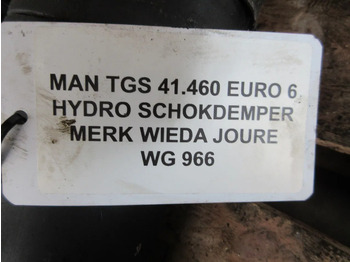 MAN TGS 41.460 EURO 6
HYDRO SCHOKDEMPER
MERK WIEDA JOURE
WG 966